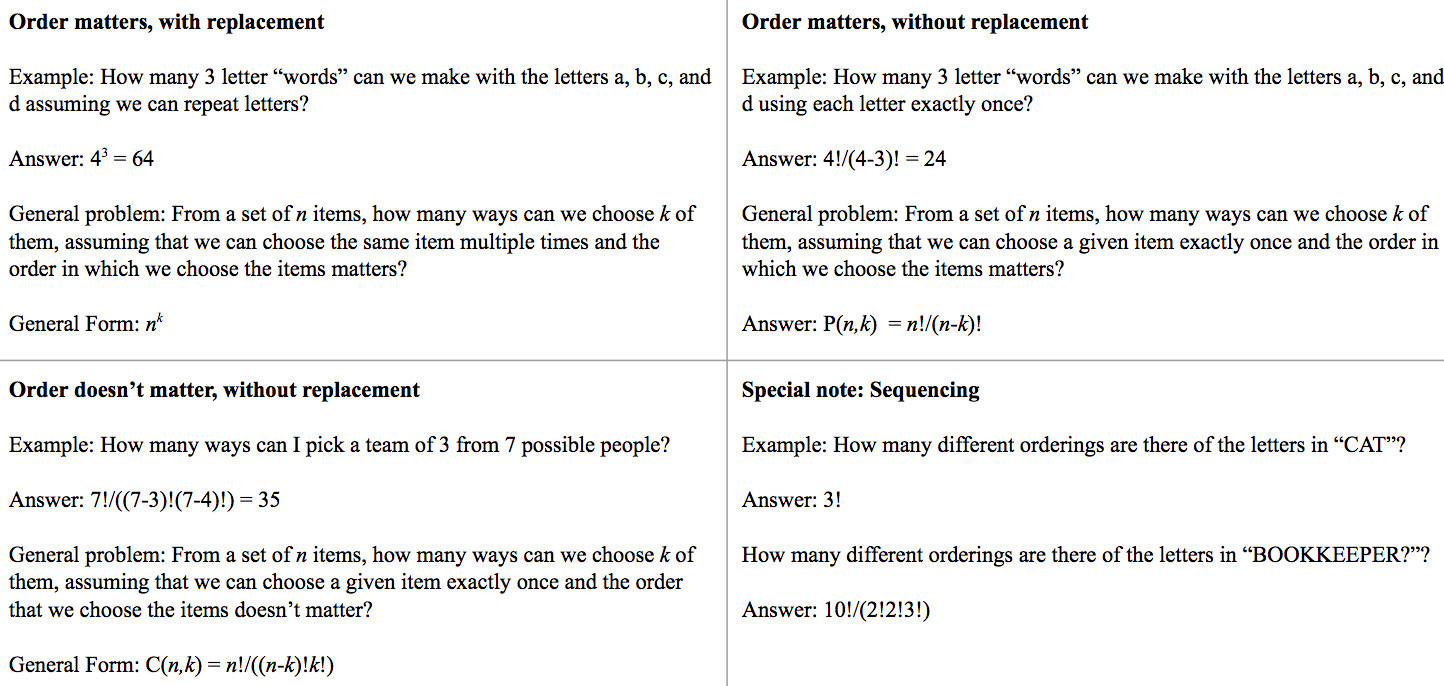 Order matters, with replacement
Example: How many 3 letter “words” can we make with the letters a, b, c, and
d assuming we can repeat letters?
Answer: 4³ = 64
General problem: From a set of n items, how many ways can we choose k of
them, assuming that we can choose the same item multiple times and the
order in which we choose the items matters?
General Form: nᵏ
Order matters, without replacement
Example: How many 3 letter “words” can we make with the letters a, b, c, and
d using each letter exactly once?
Answer: 4!/(4-3)! = 24
General problem: From a set of n items, how many ways can we choose k of
them, assuming that we can choose a given item exactly once and the order in
which we choose the items matters?
Answer: P(n,k) = n!/(n-k)!
Order doesn’t matter, without replacement
Example: How many ways can I pick a team of 3 from 7 possible people?
Answer: 7!/((7-3)!(7-4)!) = 35
General problem: From a set of n items, how many ways can we choose k of
them, assuming that we can choose a given item exactly once and the order
that we choose the items doesn’t matter?
General Form: C(n,k) = n!/((n-k)!k!)
Special note: Sequencing
Example: How many different orderings are there of the letters in “CAT”?
Answer: 3!
How many different orderings are there of the letters in “BOOKKEEPER?”?
Answer: 10!/(2!2!3!)